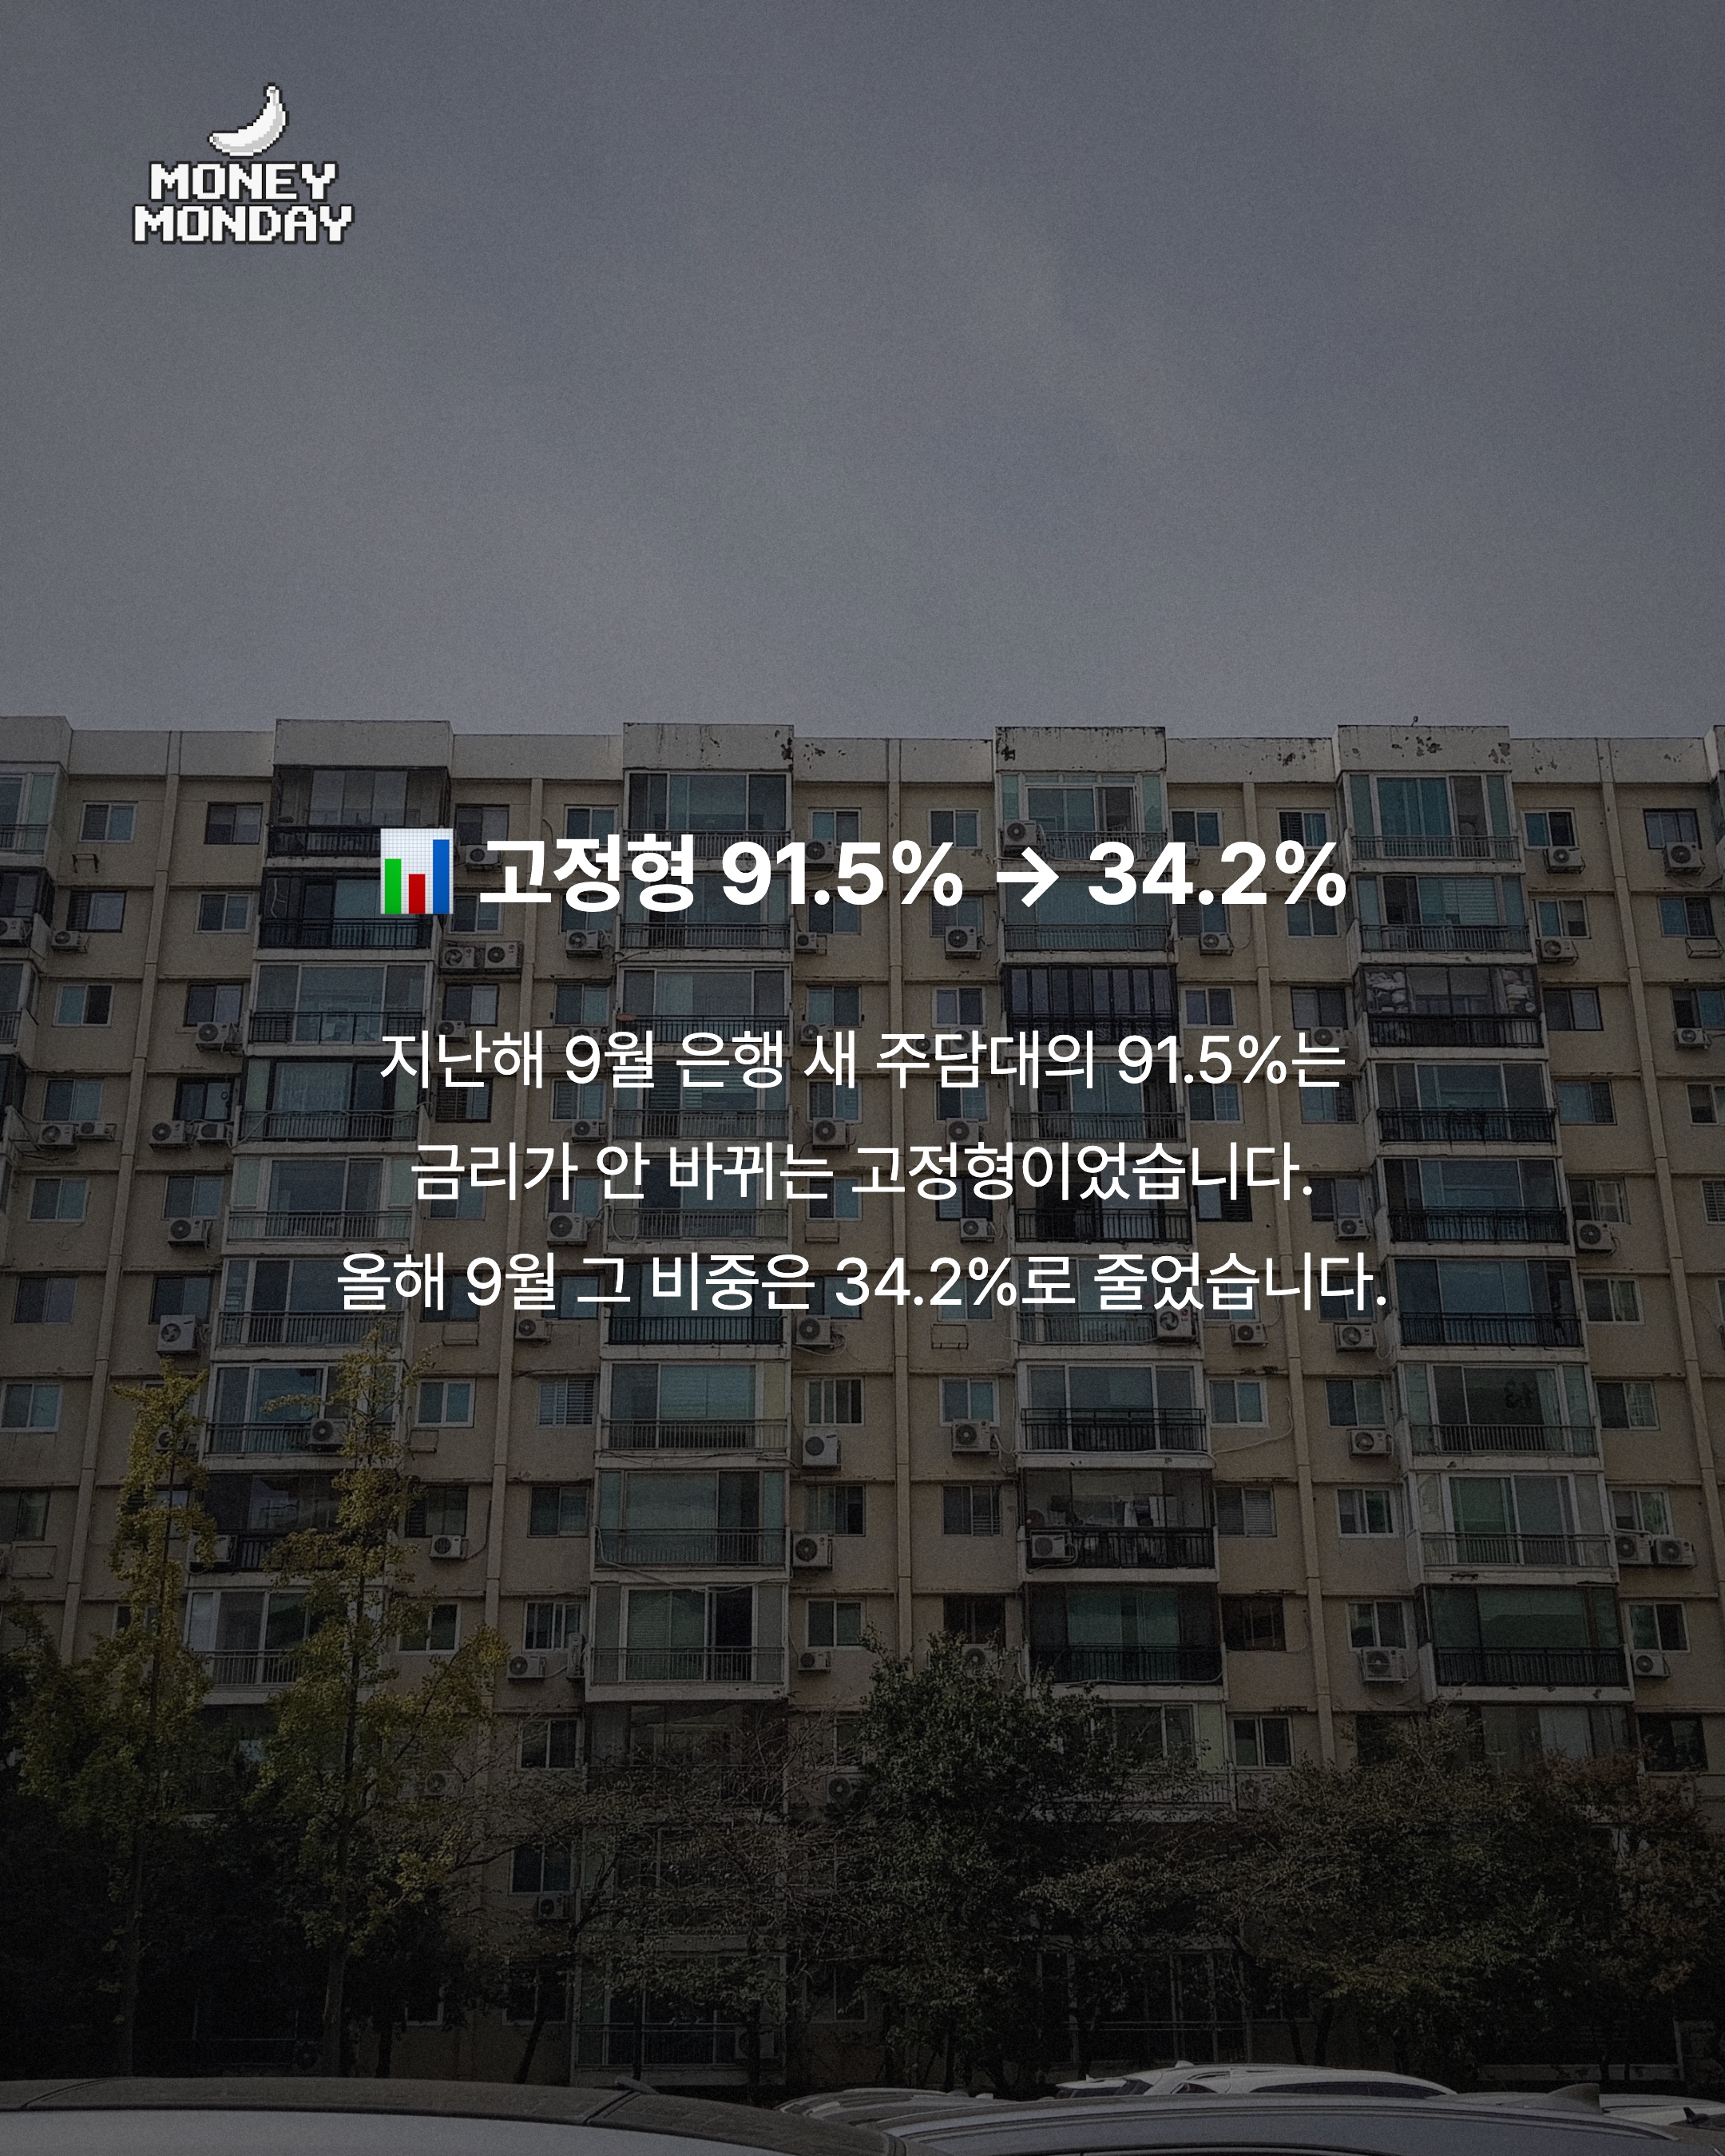 MONEY
MONDAY
📊 고정형 91.5% → 34.2%
지난해 9월 은행 새 주담대의 91.5%는
금리가 안 바뀌는 고정형이었습니다.
올해 9월 그 비중은 34.2%로 줄었습니다.